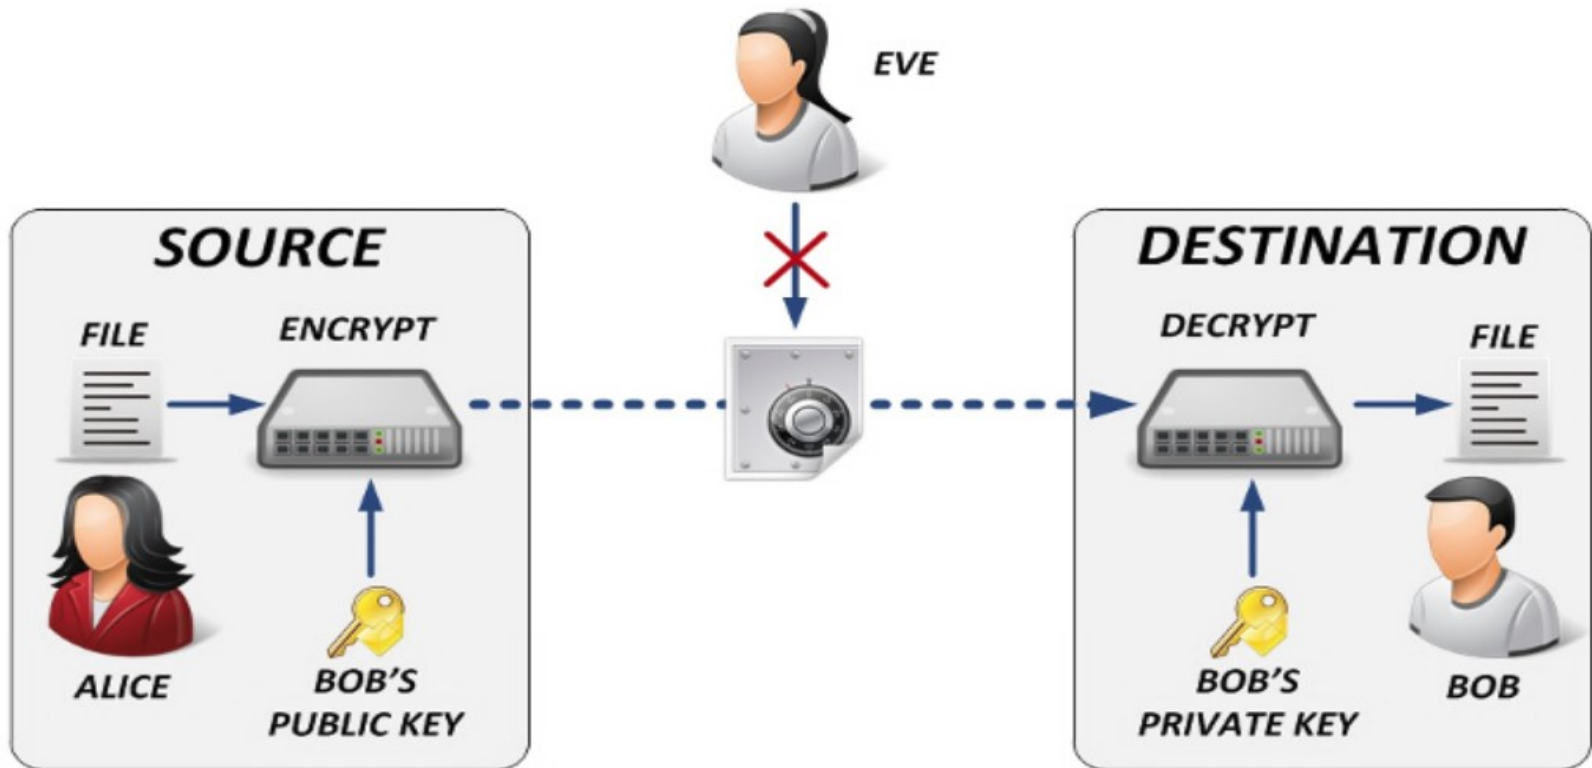 EVE
SOURCE
FILE
ENCRYPT
ALICE
BOB'S
PUBLIC KEY
DESTINATION
DECRYPT
FILE
BOB'S
PRIVATE KEY
BOB